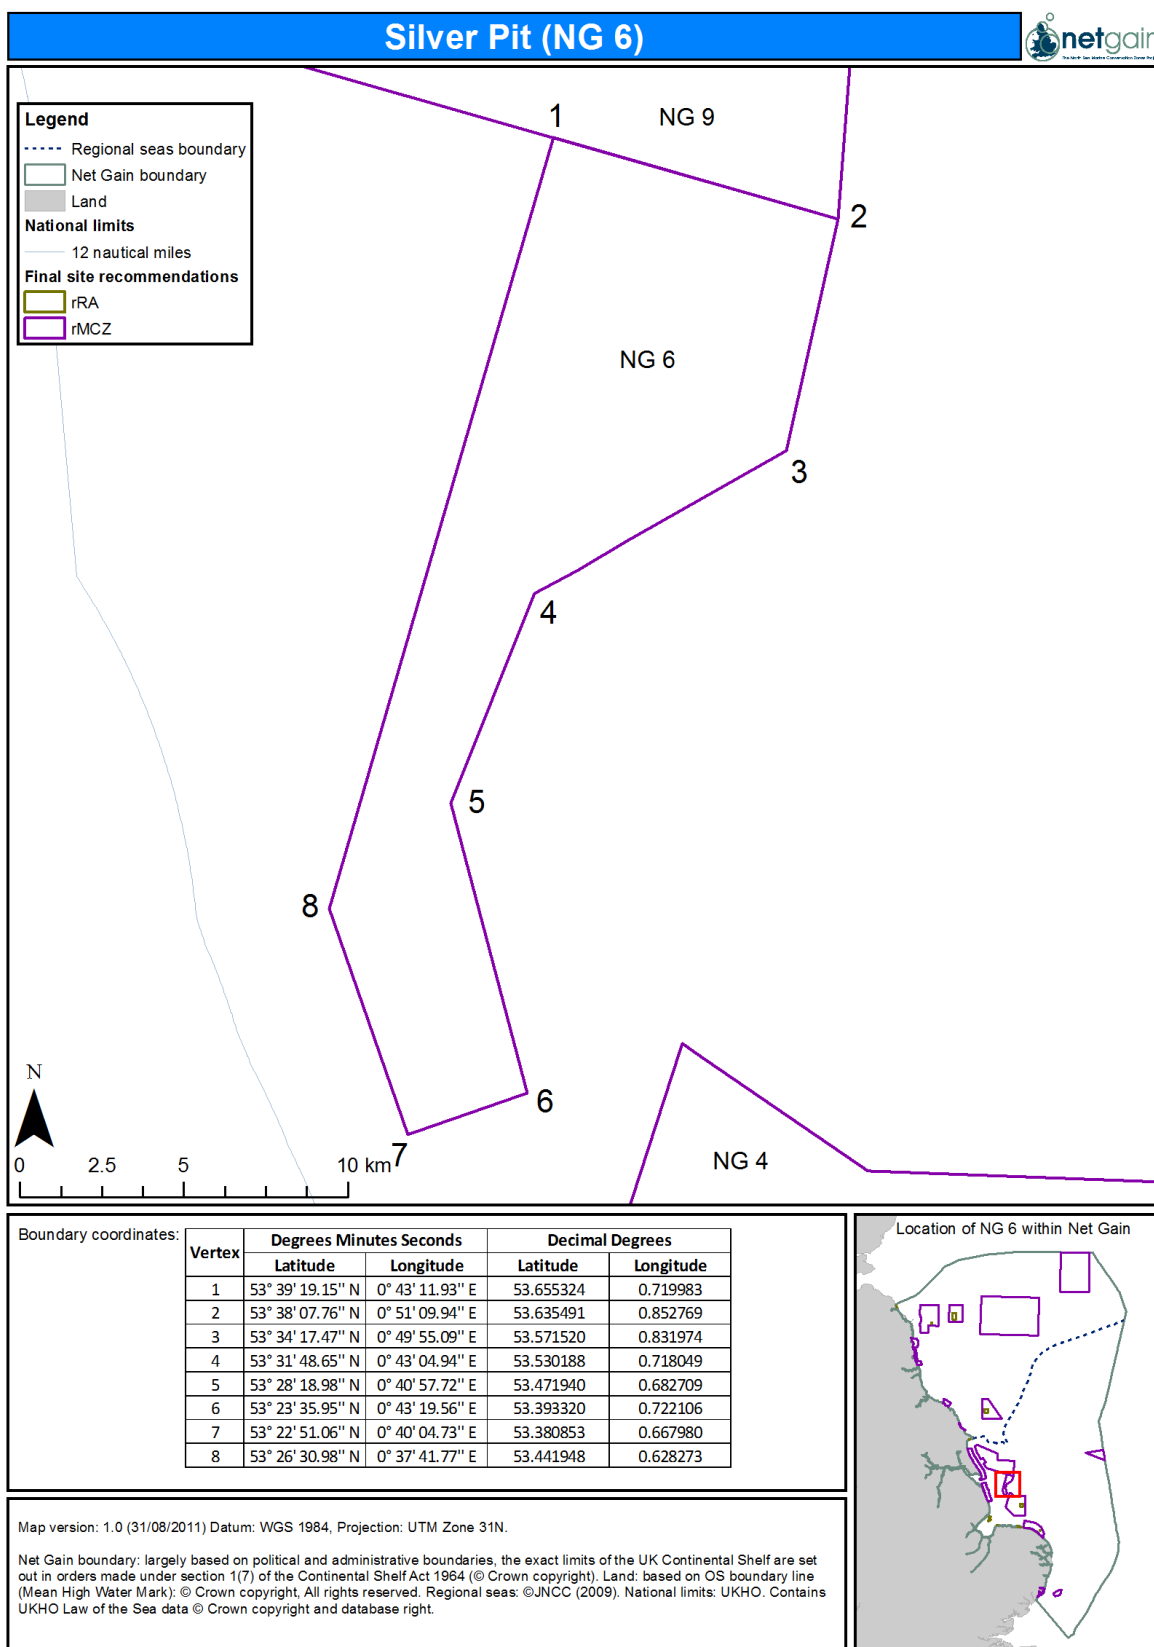 Silver Pit (NG 6)
netgain
The North Sea Marine Conservation Zones Project
Legend
Regional seas boundary
Net Gain boundary
Land
National limits
12 nautical miles
Final site recommendations
rRA
rMCZ
1
NG 9
2
NG 6
3
4
5
8
6
7
NG 4
N
0 2.5 5 10 km
Boundary coordinates:
Vertex Degrees Minutes Seconds Decimal Degrees
Latitude Longitude Latitude Longitude
1 53° 39' 19.15'' N 0° 43' 11.93'' E 53.655324 0.719983
2 53° 38' 07.76'' N 0° 51' 09.94'' E 53.635491 0.852769
3 53° 34' 17.47'' N 0° 49' 55.09'' E 53.571520 0.831974
4 53° 31' 48.65'' N 0° 43' 04.94'' E 53.530188 0.718049
5 53° 28' 18.98'' N 0° 40' 57.72'' E 53.471940 0.682709
6 53° 23' 35.95'' N 0° 43' 19.56'' E 53.393320 0.722106
7 53° 22' 51.06'' N 0° 40' 04.73'' E 53.380853 0.667980
8 53° 26' 30.98'' N 0° 37' 41.77'' E 53.441948 0.628273
Location of NG 6 within Net Gain
Map version: 1.0 (31/08/2011) Datum: WGS 1984, Projection: UTM Zone 31N.
Net Gain boundary: largely based on political and administrative boundaries, the exact limits of the UK Continental Shelf are set
out in orders made under section 1(7) of the Continental Shelf Act 1964 (© Crown copyright). Land: based on OS boundary line
(Mean High Water Mark): © Crown copyright, All rights reserved. Regional seas: ©JNCC (2009). National limits: UKHO. Contains
UKHO Law of the Sea data © Crown copyright and database right.